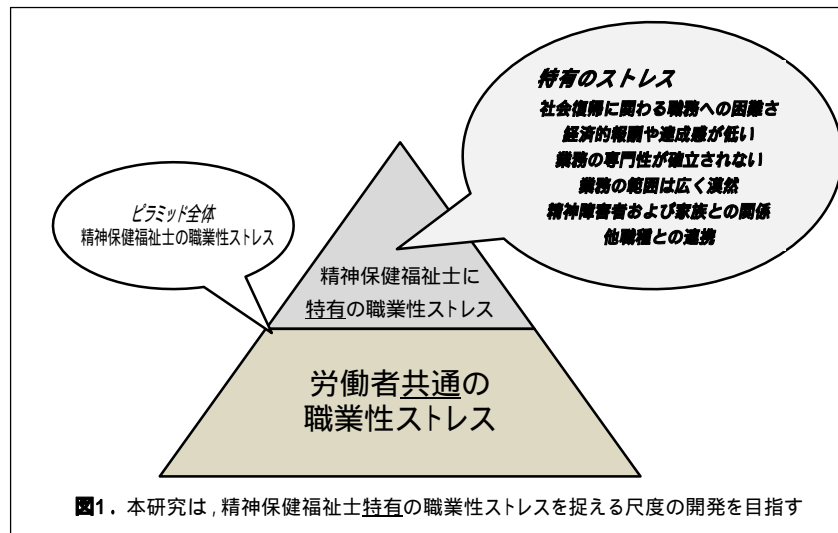 特有のストレス
社会復帰に関わる職務への困難さ
経済的報酬や達成感が低い
業務の専門性が確立されない
業務の範囲は広く漠然
精神障害者および家族との関係
他職種との連携
ピラミッド全体
精神保健福祉士の職業性ストレス
精神保健福祉士に
特有の職業性ストレス
労働者共通の
職業性ストレス
図1. 本研究は,精神保健福祉士特有の職業性ストレスを捉える尺度の開発を目指す